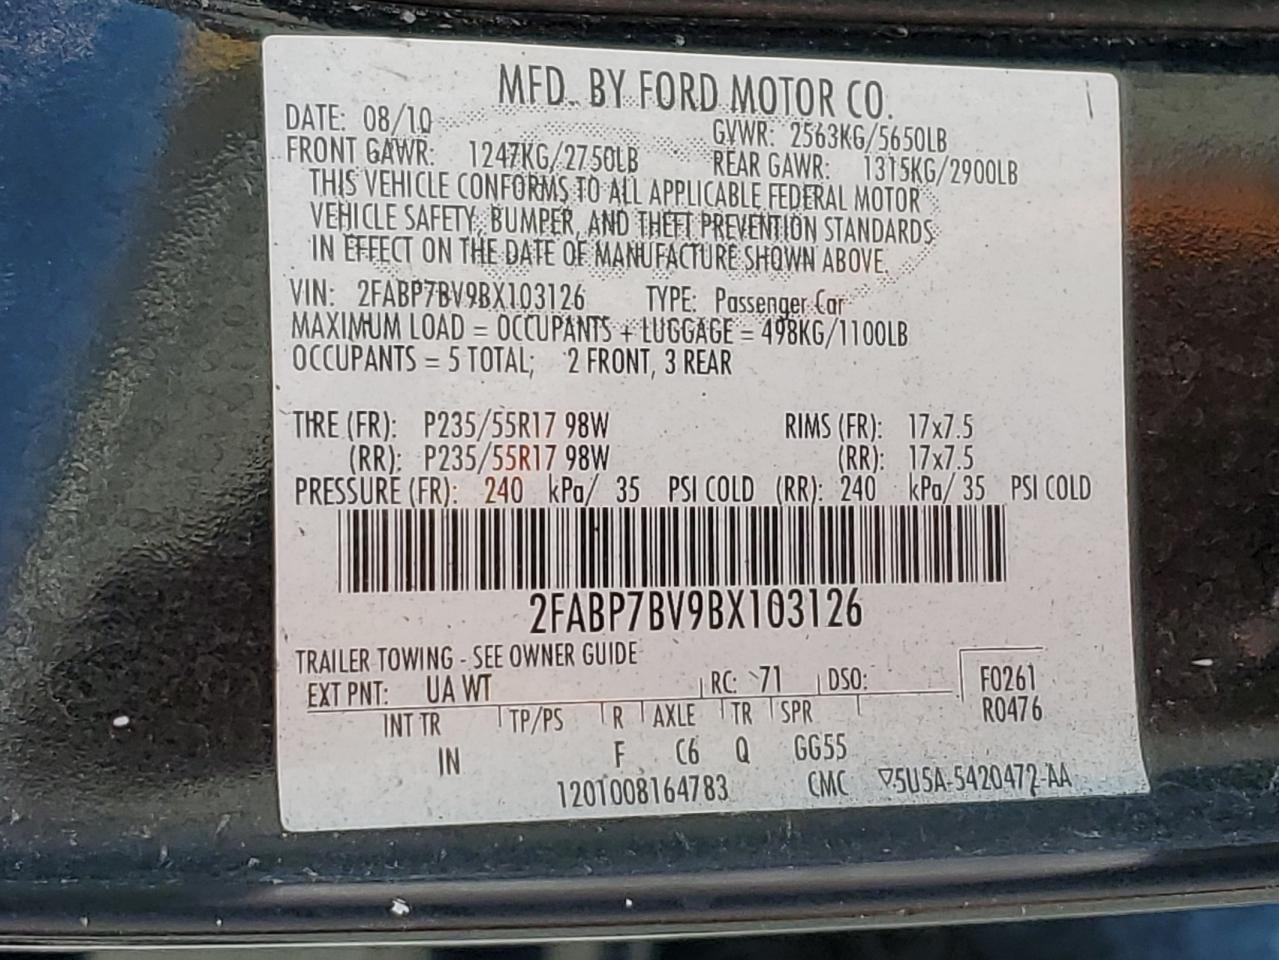 MFD. BY FORD MOTOR CO.
DATE: 08/10 GVWR: 2563KG/5650LB
FRONT GAWR: 1247KG/2750LB REAR GAWR: 1315KG/2900LB
THIS VEHICLE CONFORMS TO ALL APPLICABLE FEDERAL MOTOR
VEHICLE SAFETY, BUMPER, AND THEFT PREVENTION STANDARDS
IN EFFECT ON THE DATE OF MANUFACTURE SHOWN ABOVE.
VIN: 2FABP7BV9BX103126 TYPE: Passenger Car
MAXIMUM LOAD = OCCUPANTS + LUGGAGE = 498KG/1100LB
OCCUPANTS = 5 TOTAL; 2 FRONT, 3 REAR
TIRE (FR): P235/55R17 98W RIMS (FR): 17x7.5
(RR): P235/55R17 98W (RR): 17x7.5
PRESSURE (FR): 240 kPa/ 35 PSI COLD (RR): 240 kPa/ 35 PSI COLD
2FABP7BV9BX103126
TRAILER TOWING - SEE OWNER GUIDE
EXT PNT: UA WT RC: 71 DSO: F0261
R0476
INT TR TP/PS R AXLE TR SPR
IN F C6 Q GG55
1201008164783 CMC ▽5U5A-5420472-AA